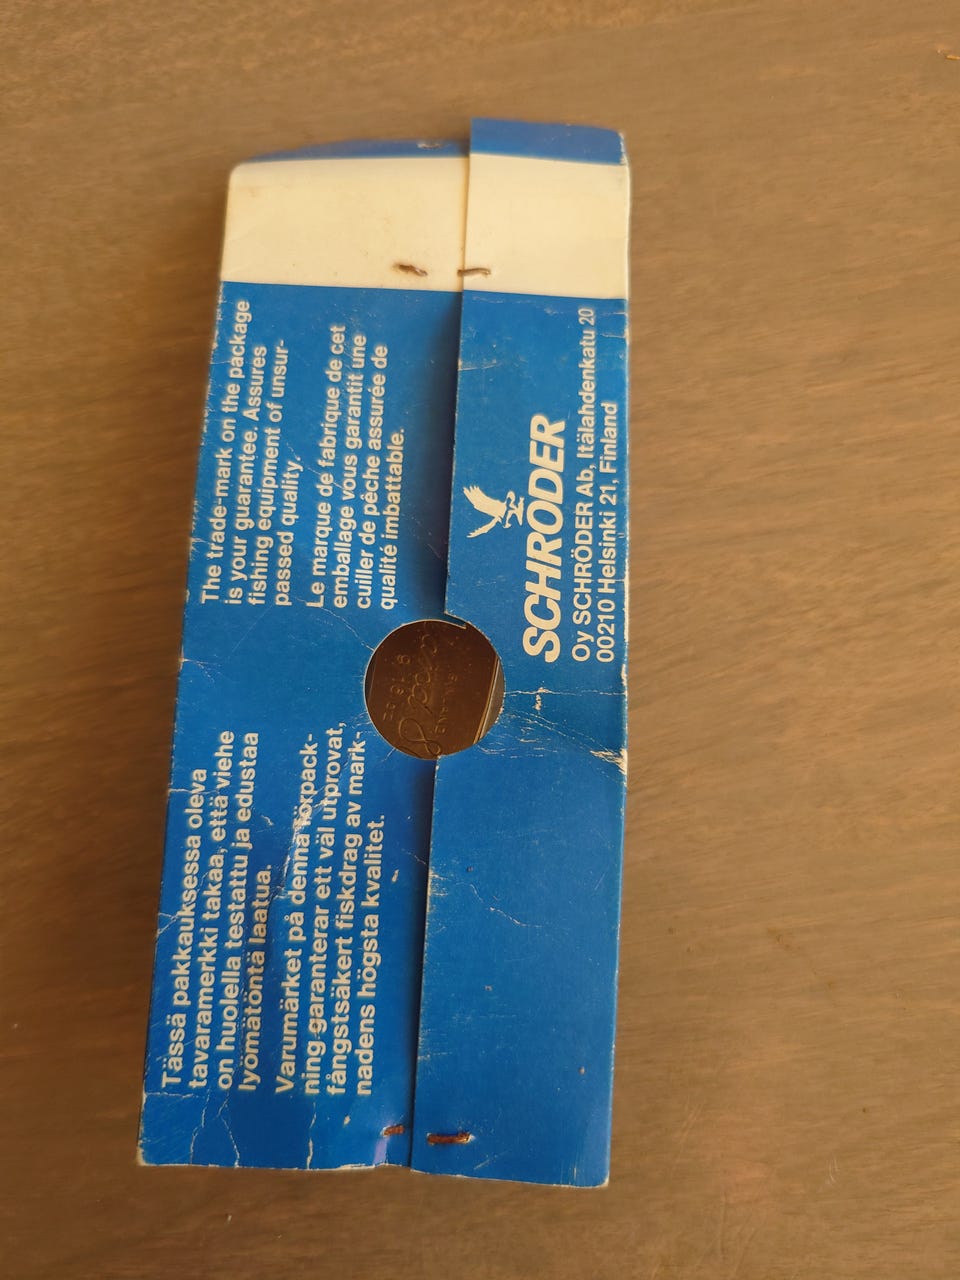 The trade-mark on the package
is your guarantee. Assures
fishing equipment of unsur-
passed quality.
Le marque de fabrique de cet
emballage vous garantit une
cuiller de pêche assurée de
qualité imbattable.
Tässä pakkauksessa oleva
tavaramerkki takaa, että viehe
on huolella testattu ja edustaa
lyömätöntä laatua.
Varumärket på denna förpack-
ning garanterar ett väl utprovat,
fångstsäkert fiskdrag av mark-
nadens högsta kvalitet.
SCHRÖDER
Oy SCHRÖDER Ab, Itälahdenkatu 20
00210 Helsinki 21, Finland